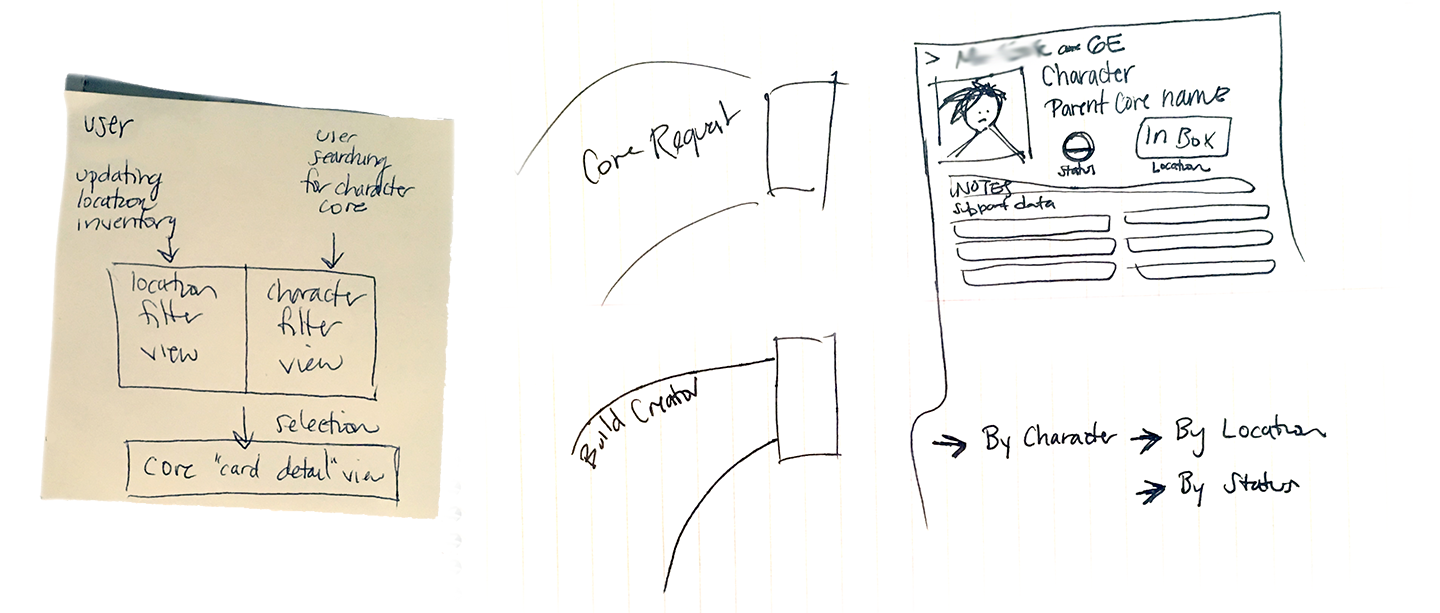 user
updating
location
inventory
user
searching
for character
core
location
filter
view
character
filter
view
selection
core "card detail" view
Core Request
Build Creator
> GE
Character
Parent Core name
In Box
status
Location
NOTES
support data
→ By Character → By Location
→ By Status